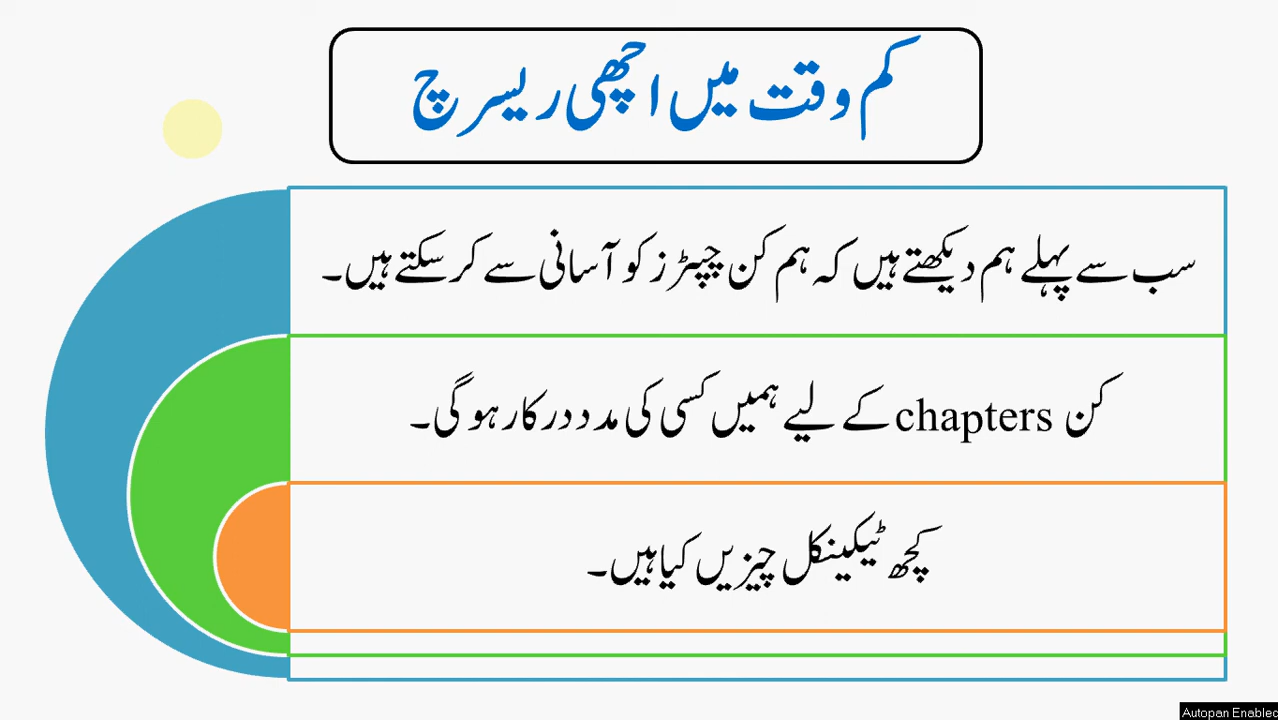 کم وقت میں اچھی ریسرچ
سب سے پہلے ہم دیکھتے ہیں کہ ہم کن چپٹرز کو آسانی سے کر سکتے ہیں۔
کن chapters کے لیے ہمیں کسی کی مدد درکار ہو گی۔
کچھ ٹیکینکل چیزیں کیا ہیں۔
Autopan Enabled